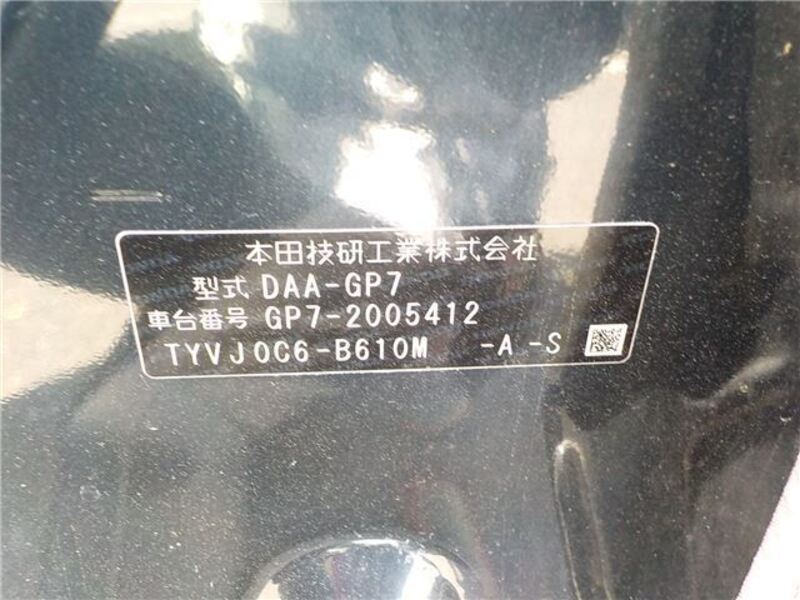 本田技研工業株式会社
型式 DAA-GP7
車台番号 GP7-2005412
TYVJ0C6-B610M -A -S